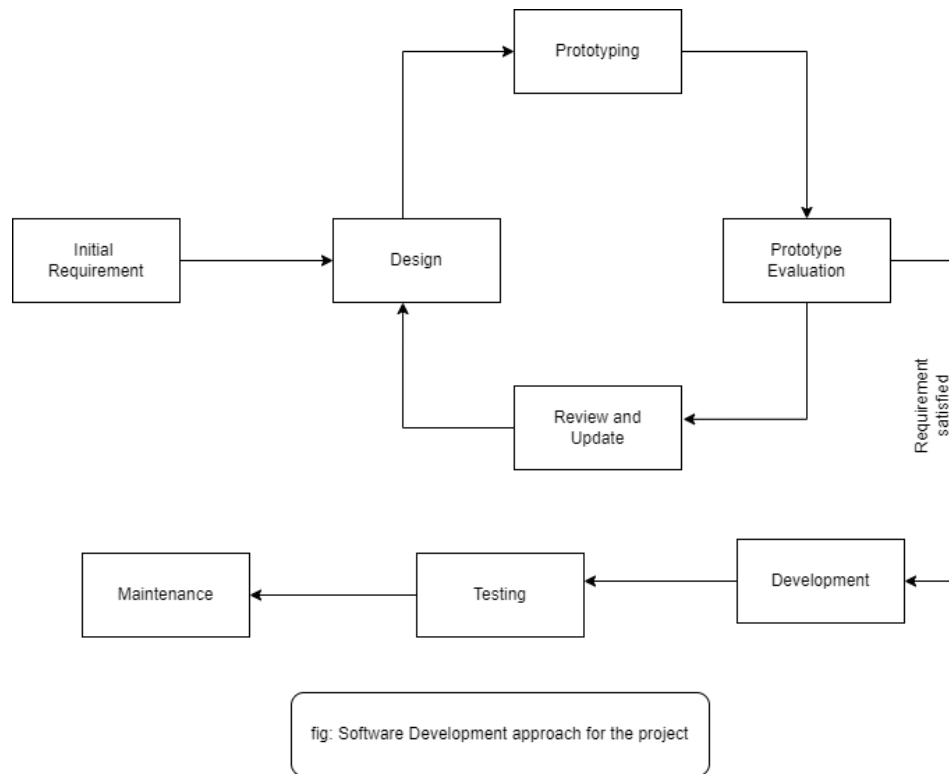 Prototyping
Initial
Requirement
Design
Prototype
Evaluation
Review and
Update
Requirement
satisfied
Maintenance
Testing
Development
fig: Software Development approach for the project